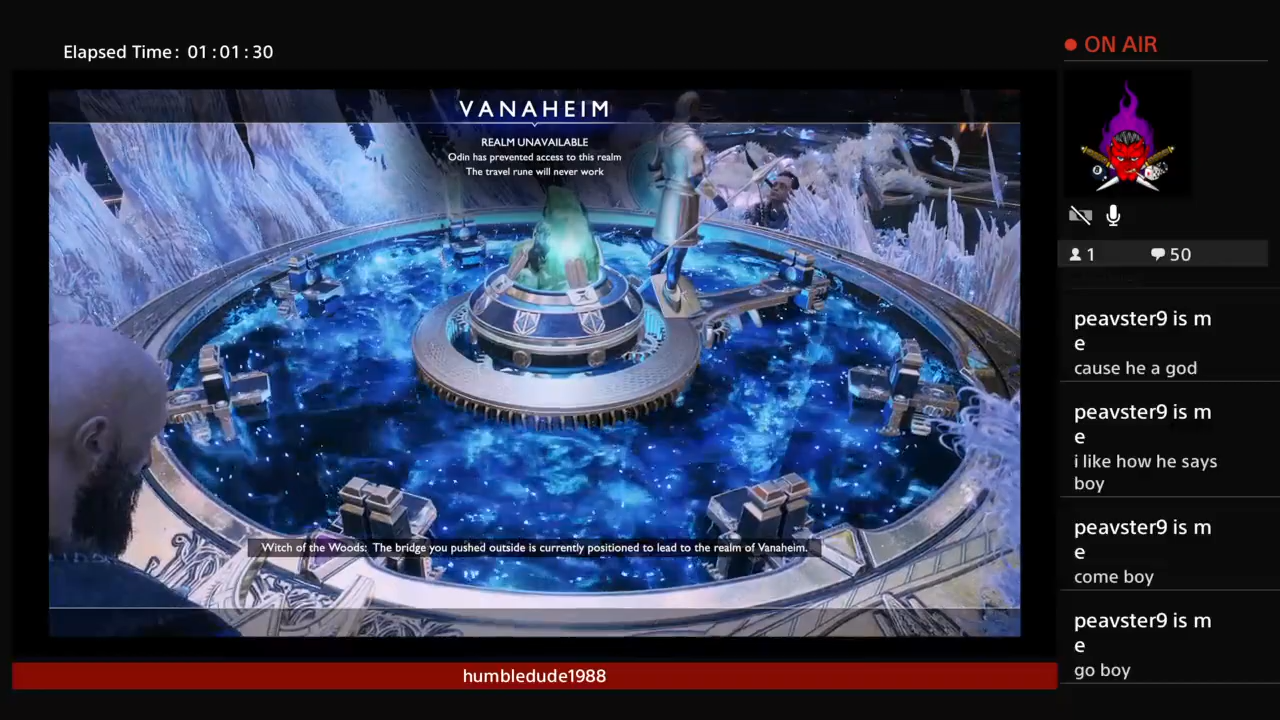 Elapsed Time: 01:01:30
ON AIR
VANAHEIM
REALM UNAVAILABLE
Odin has prevented access to this realm
The travel rune will never work
1
50
peavster9 is m
e
cause he a god
peavster9 is m
e
i like how he says
boy
peavster9 is m
e
come boy
peavster9 is m
e
go boy
Witch of the Woods: The bridge you pushed outside is currently positioned to lead to the realm of Vanaheim.
humbledude1988